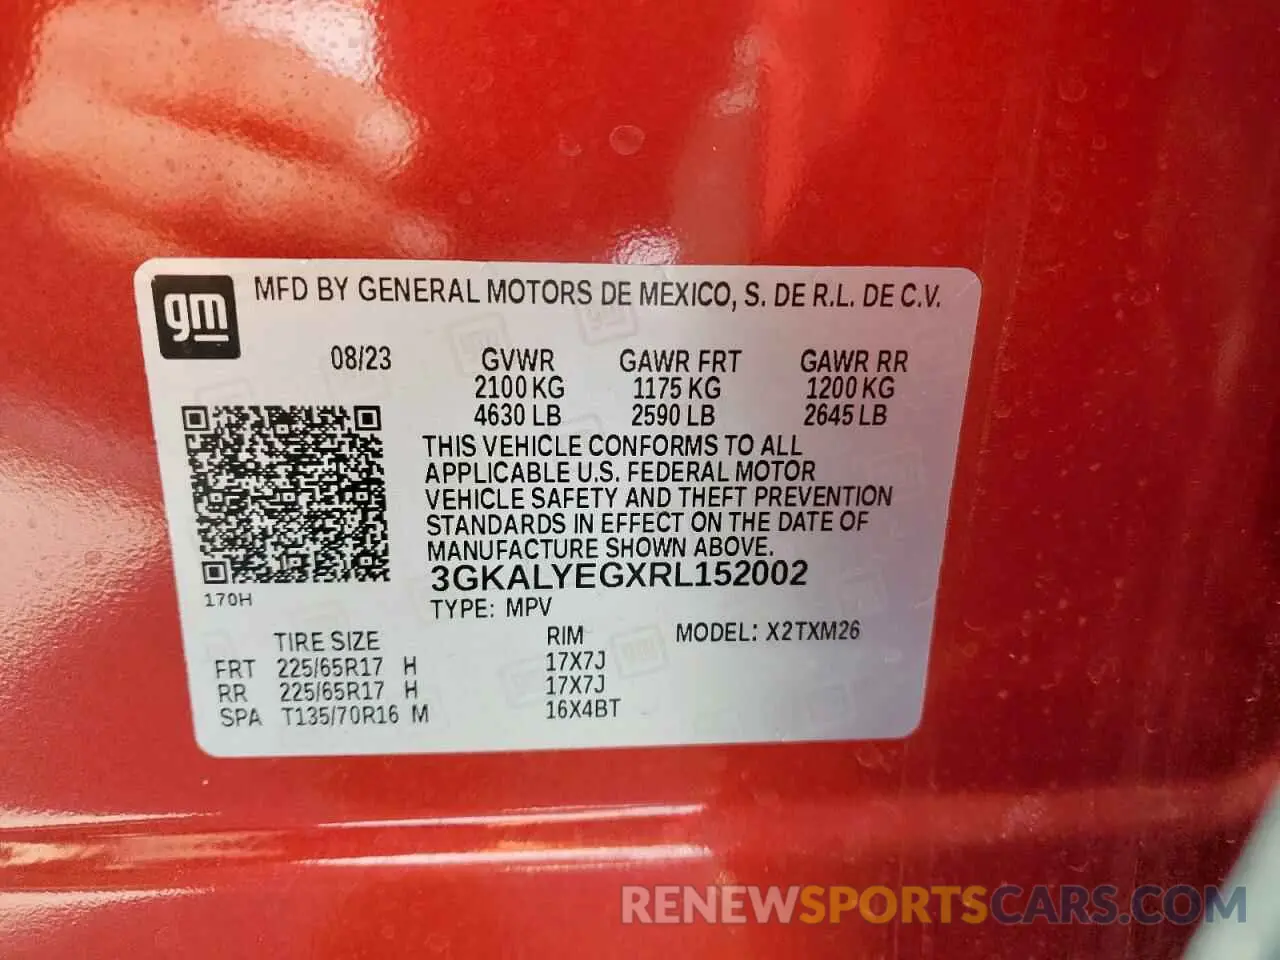 gm
MFD BY GENERAL MOTORS DE MEXICO, S. DE R.L. DE C.V.
08/23 GVWR GAWR FRT GAWR RR
2100 KG 1175 KG 1200 KG
4630 LB 2590 LB 2645 LB
THIS VEHICLE CONFORMS TO ALL
APPLICABLE U.S. FEDERAL MOTOR
VEHICLE SAFETY AND THEFT PREVENTION
STANDARDS IN EFFECT ON THE DATE OF
MANUFACTURE SHOWN ABOVE.
3GKALYEGXRL152002
170H
TYPE: MPV
TIRE SIZE RIM MODEL: X2TXM26
FRT 225/65R17 H 17X7J
RR 225/65R17 H 17X7J
SPA T135/70R16 M 16X4BT
RENEWSPORTSCARS.COM